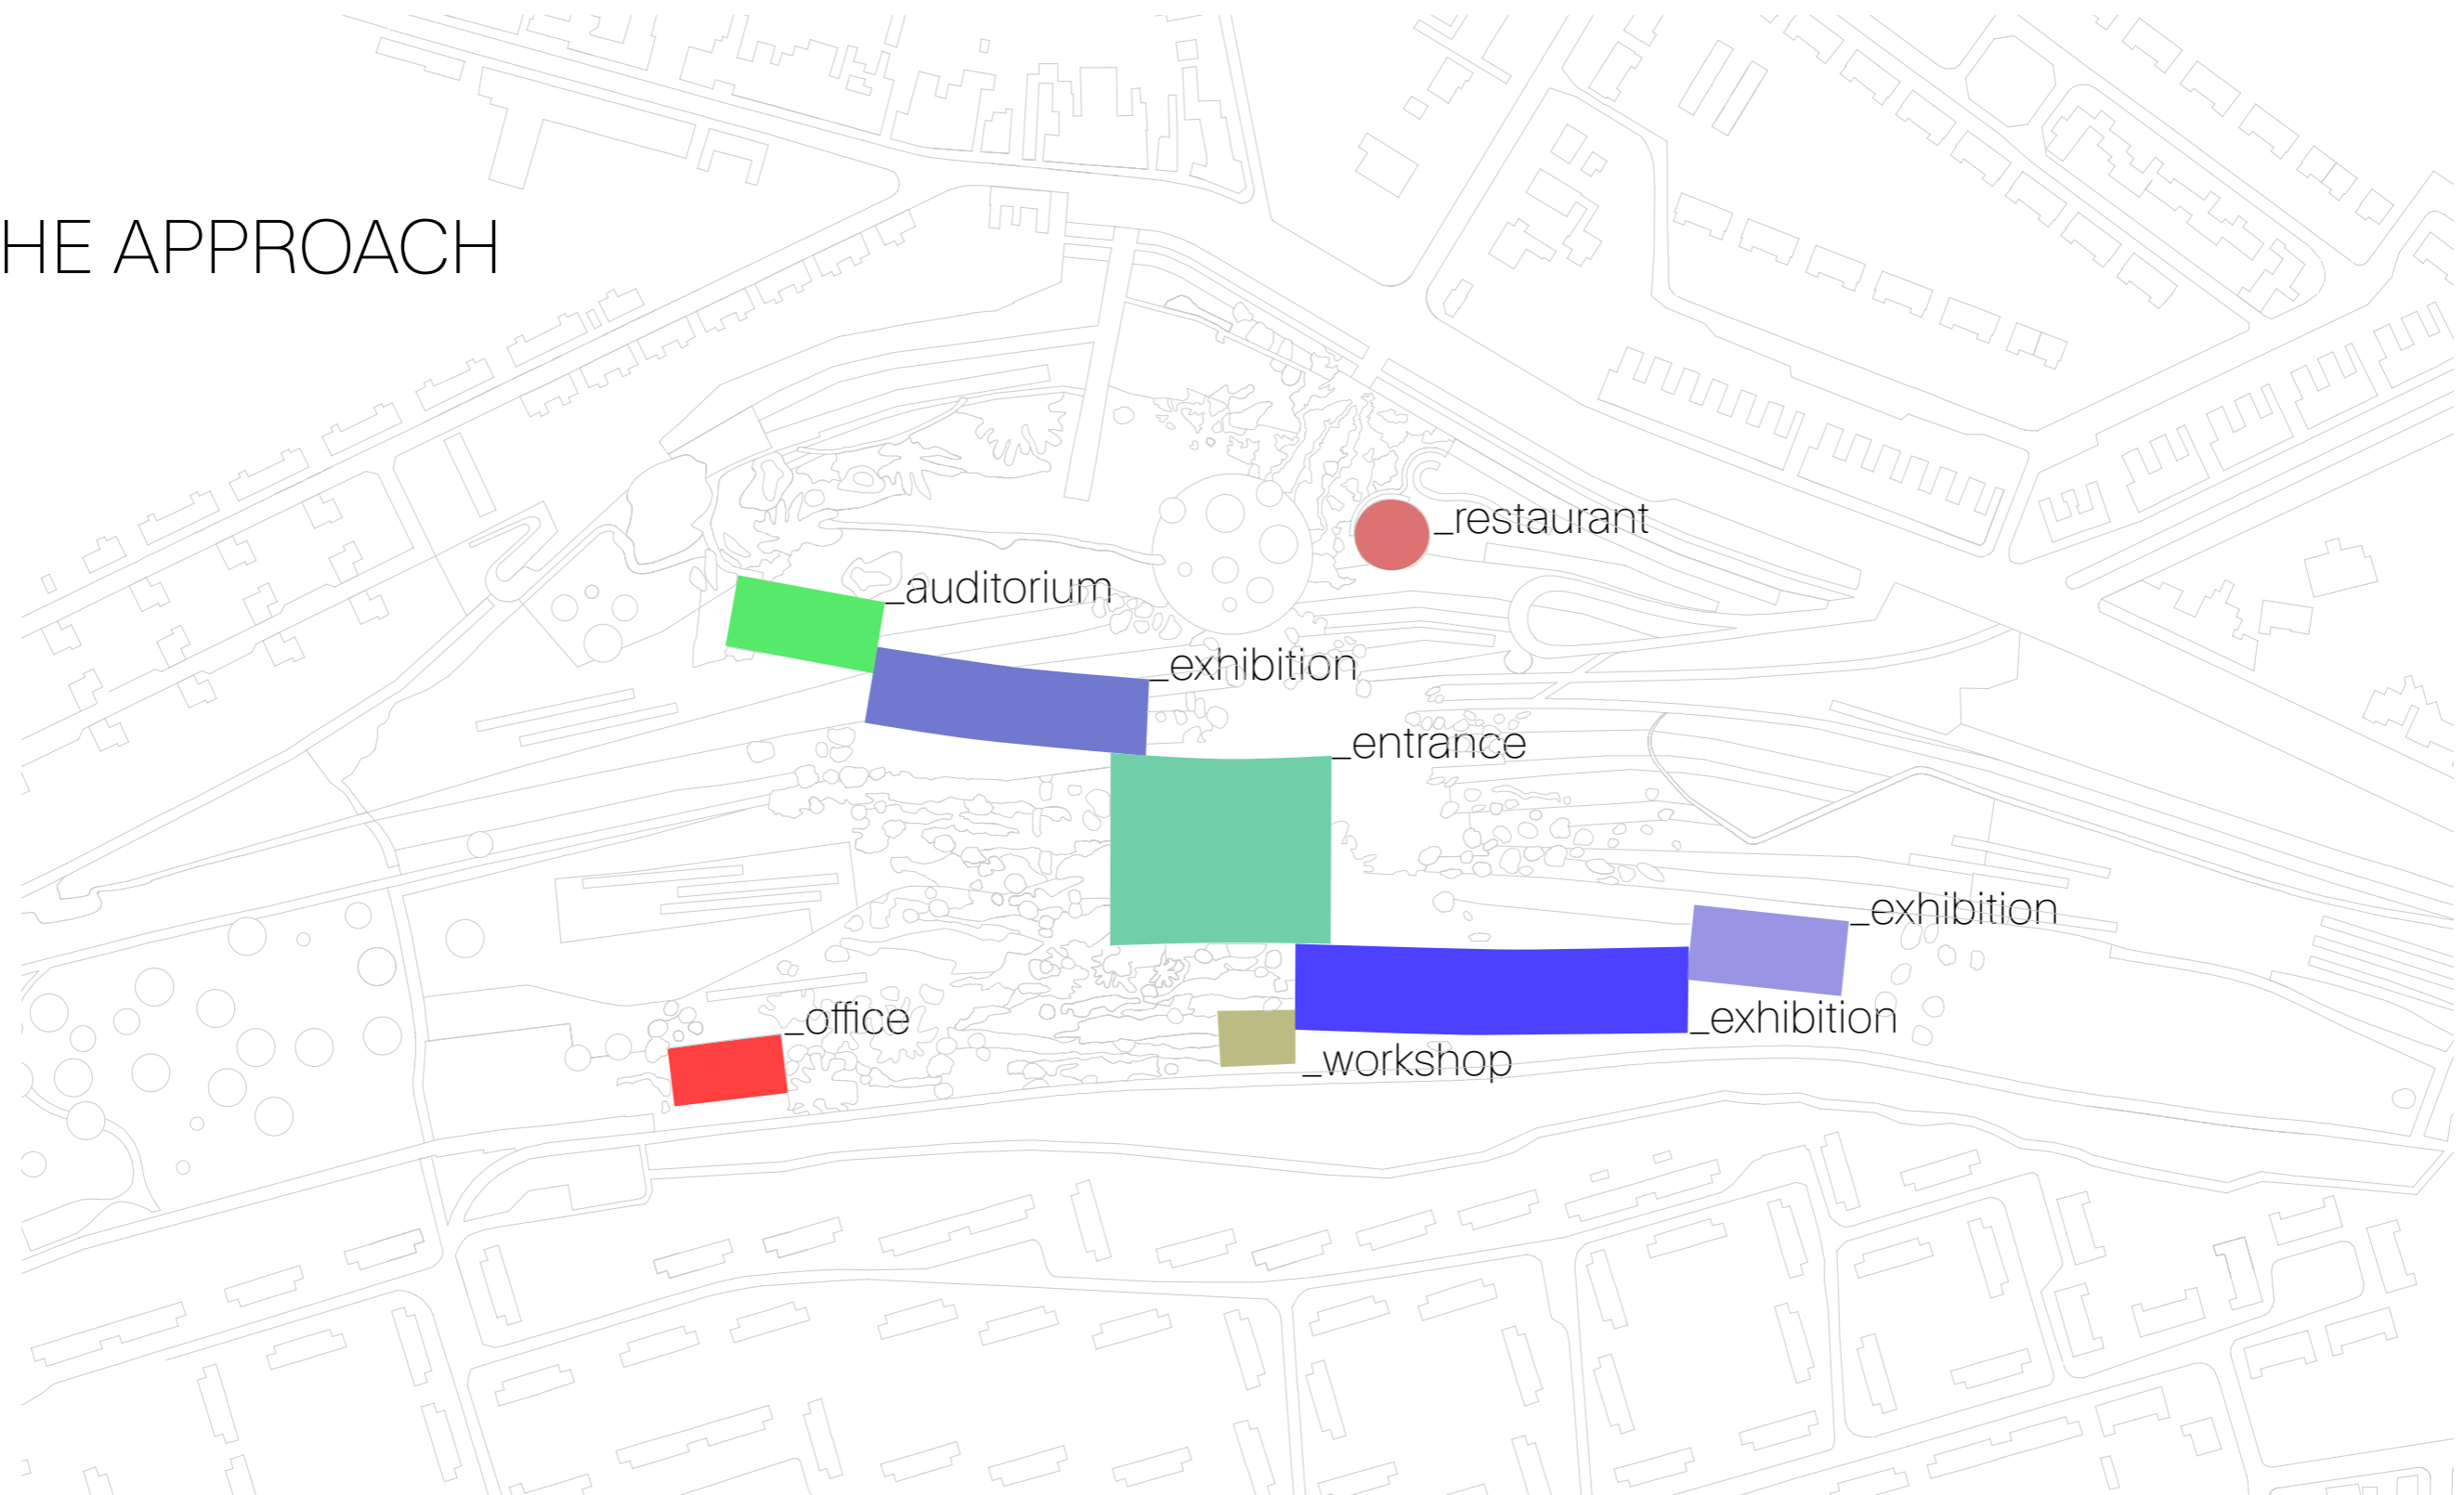 HE APPROACH
_restaurant
_auditorium
_exhibition
_entrance
_exhibition
_office
_exhibition
_workshop